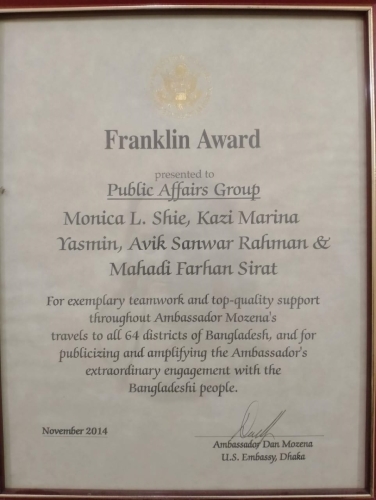 Franklin Award
presented to
Public Affairs Group
Monica L. Shie, Kazi Marina
Yasmin, Avik Sanwar Rahman &
Mahadi Farhan Sirat
For exemplary teamwork and top-quality support
throughout Ambassador Mozena's
travels to all 64 districts of Bangladesh, and for
publicizing and amplifying the Ambassador's
extraordinary engagement with the
Bangladeshi people.
November 2014
Ambassador Dan Mozena
U.S. Embassy, Dhaka